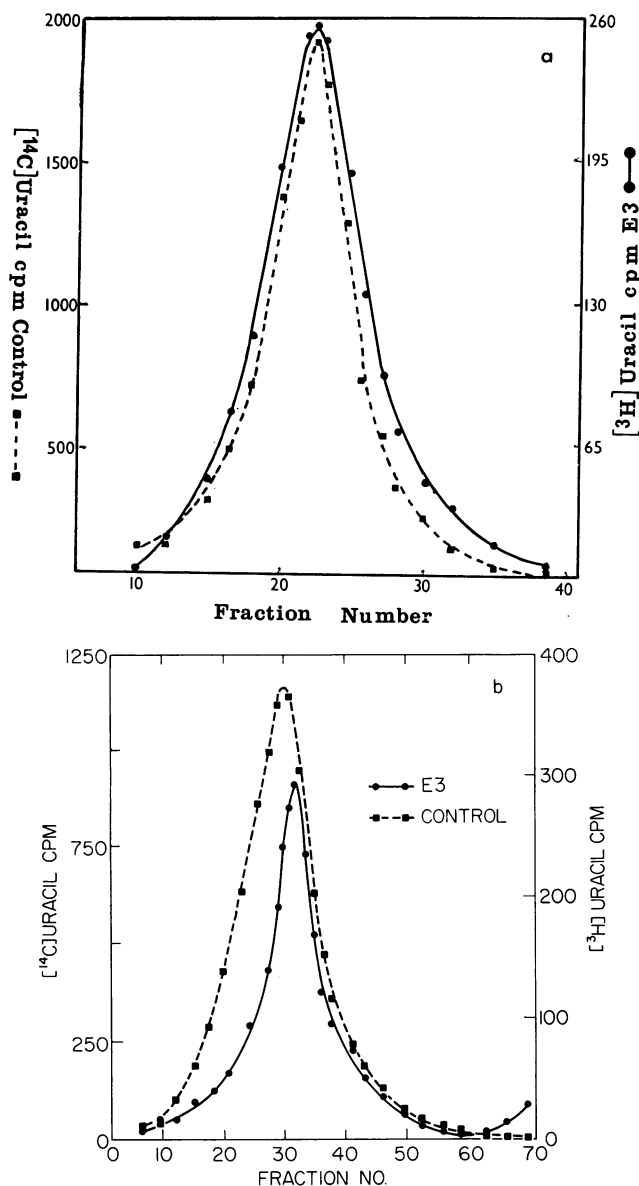 2000
1500
1000
500
260
195
130
65
a
[14C]Uracil cpm Control
[3H] Uracil cpm E3
10
20
30
40
Fraction Number
1250
750
250
0
400
300
200
100
0
b
E3
CONTROL
[14C]URACIL CPM
[3H] URACIL CPM
0 10 20 30 40 50 60 70
FRACTION NO.